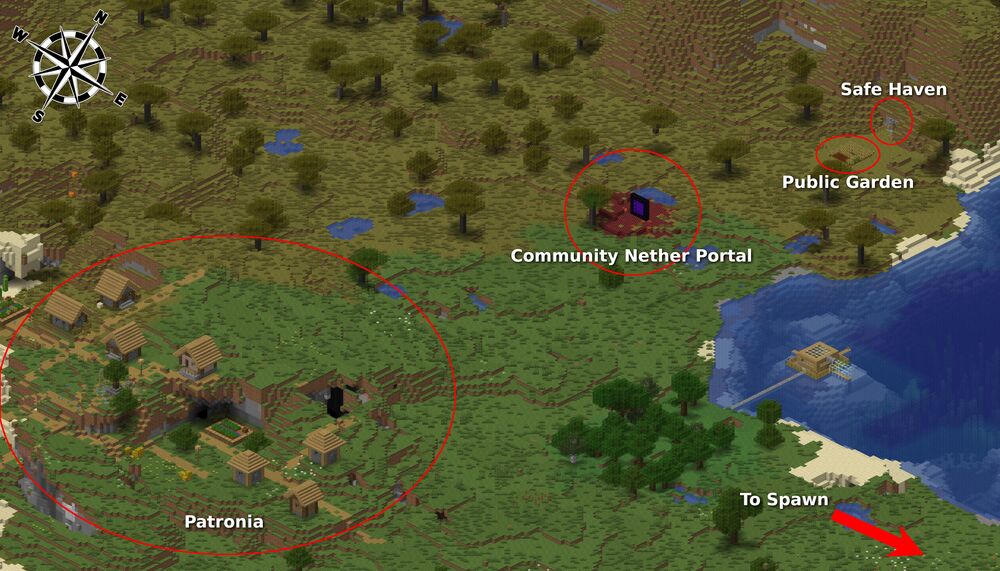 N
W
E
S
Safe Haven
Public Garden
Community Nether Portal
To Spawn
Patronia